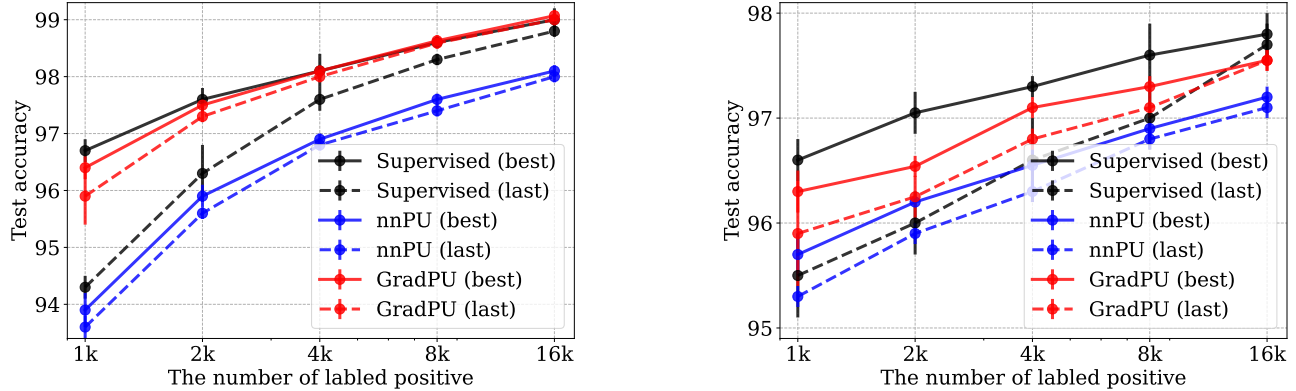 99
98
97
96
95
94
Test accuracy
1k
2k
4k
8k
16k
The number of labled positive
Supervised (best)
Supervised (last)
nnPU (best)
nnPU (last)
GradPU (best)
GradPU (last)
98
97
96
95
Test accuracy
1k
2k
4k
8k
16k
The number of labled positive
Supervised (best)
Supervised (last)
nnPU (best)
nnPU (last)
GradPU (best)
GradPU (last)